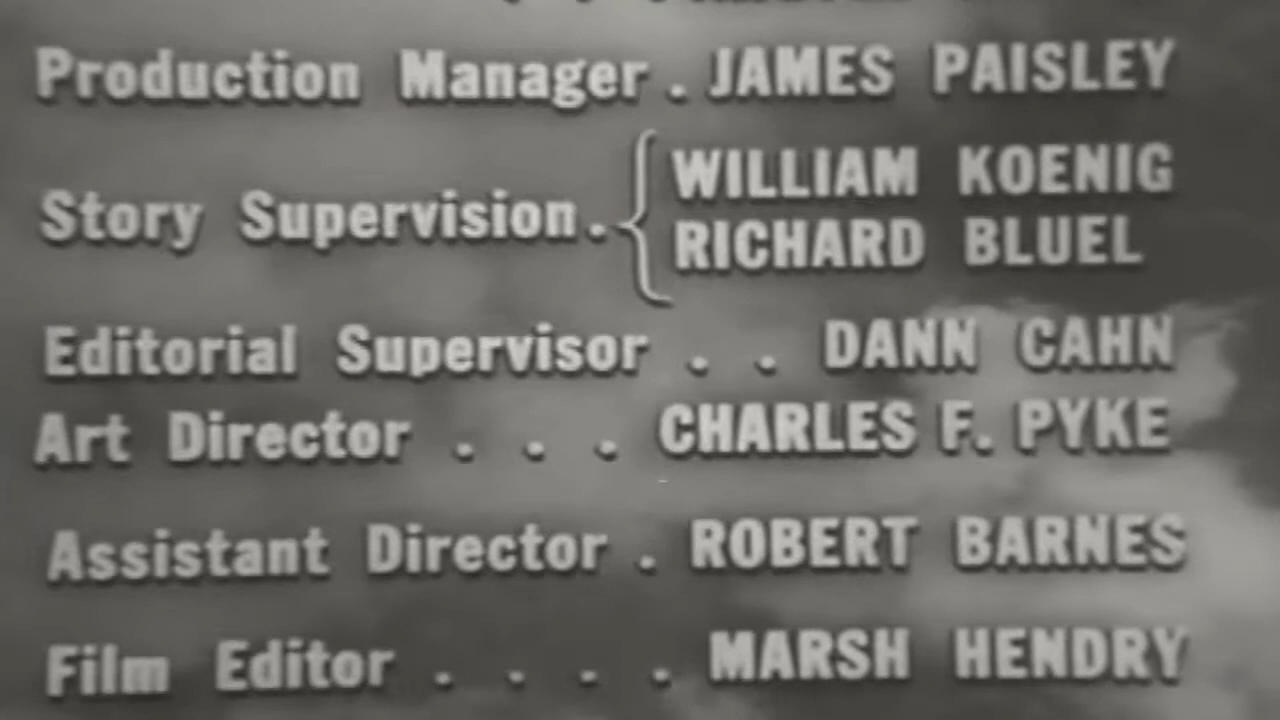 Production Manager . JAMES PAISLEY
Story Supervision . { WILLIAM KOENIG
RICHARD BLUEL
Editorial Supervisor . . DANN CAHN
Art Director . . . CHARLES F. PYKE
Assistant Director . ROBERT BARNES
Film Editor . . . . MARSH HENDRY